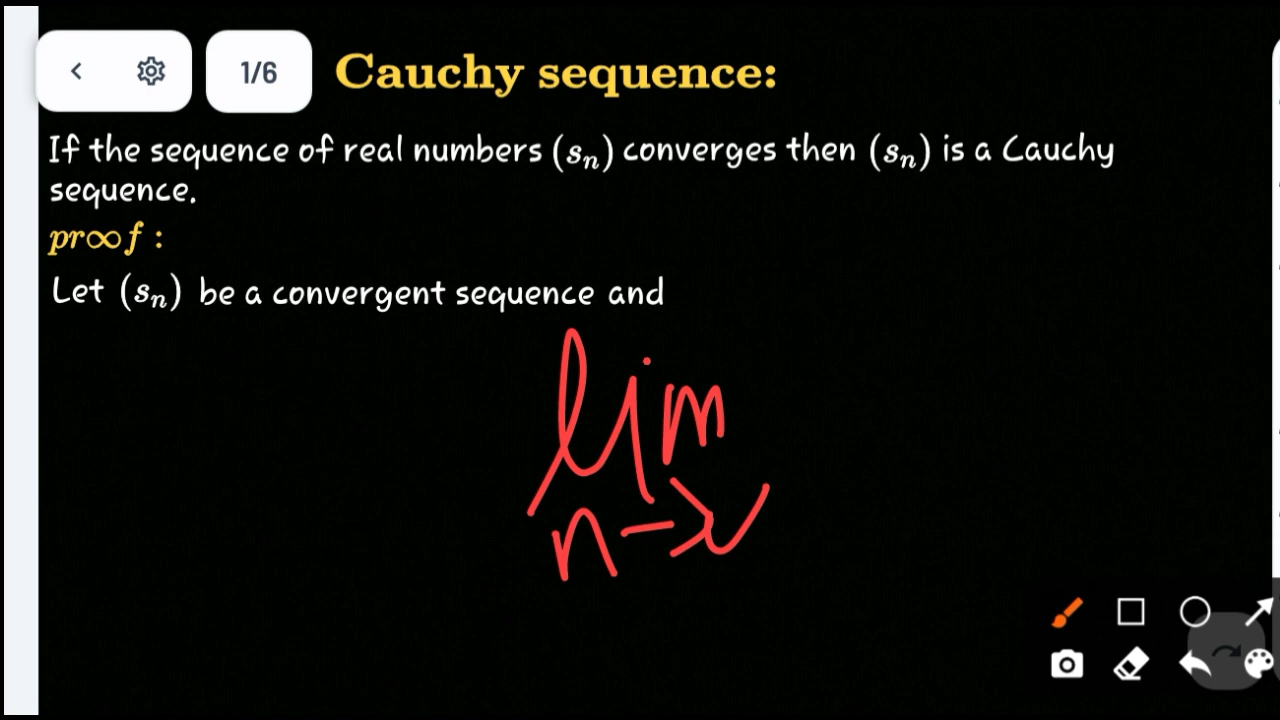 1/6
Cauchy sequence:
If the sequence of real numbers (sₙ) converges then (sₙ) is a Cauchy
sequence.
pr∞f :
Let (sₙ) be a convergent sequence and
lim
n→